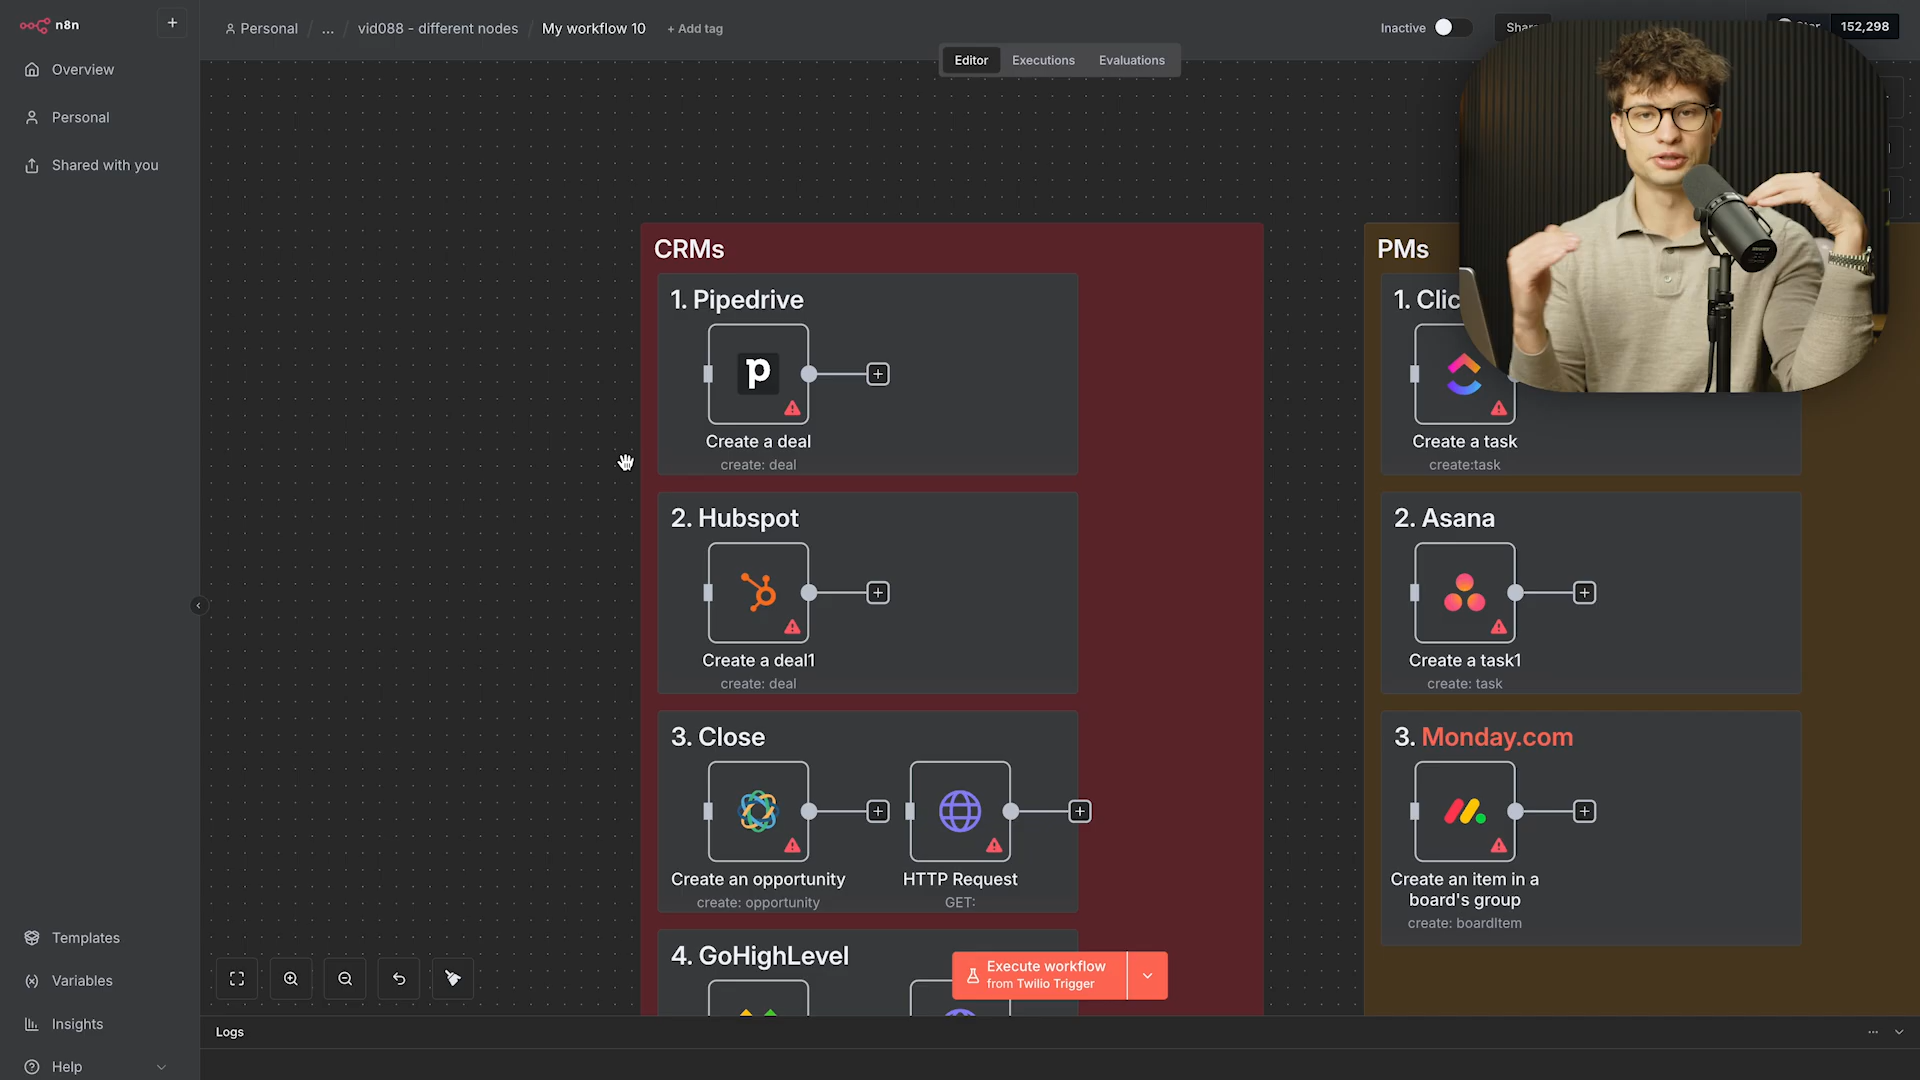 n8n
+
Personal / ... / vid088 - different nodes / My workflow 10 + Add tag
Inactive
152,298
Editor Executions Evaluations
Overview
Personal
Shared with you
CRMs
1. Pipedrive
p
Create a deal
create: deal
2. Hubspot
Create a deal1
create: deal
3. Close
Create an opportunity
create: opportunity
HTTP Request
GET:
4. GoHighLevel
PMs
Create a task
create:task
2. Asana
Create a task1
create: task
3. Monday.com
Create an item in a
board's group
create: boardItem
Execute workflow
from Twilio Trigger
Templates
Variables
Insights
Help
Logs